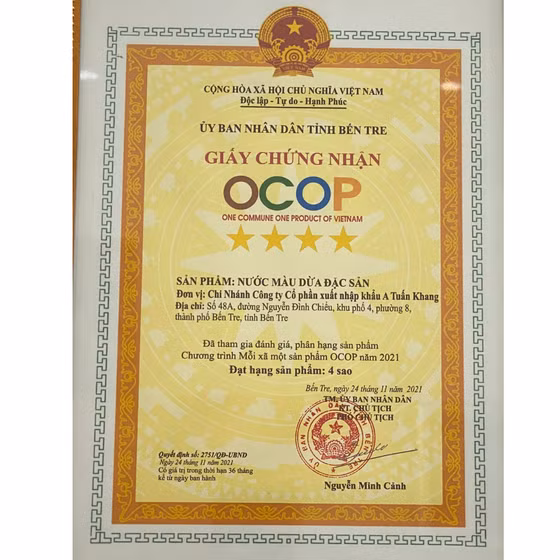 CỘNG HÒA XÃ HỘI CHỦ NGHĨA VIỆT NAM
Độc lập - Tự do - Hạnh Phúc
ỦY BAN NHÂN DÂN TỈNH BẾN TRE
GIẤY CHỨNG NHẬN
OCOP
ONE COMMUNE ONE PRODUCT OF VIETNAM
SẢN PHẨM: NƯỚC MÀU DỪA ĐẶC SẢN
Đơn vị: Chi Nhánh Công ty Cổ phần xuất nhập khẩu A Tuấn Khang
Địa chỉ: Số 48A, đường Nguyễn Đình Chiểu, khu phố 4, phường 8,
thành phố Bến Tre, tỉnh Bến Tre
Đã tham gia đánh giá, phân hạng sản phẩm
Chương trình Mỗi xã một sản phẩm OCOP năm 2021
Đạt hạng sản phẩm: 4 sao
Bến Tre, ngày 24 tháng 11 năm 2021
TM. ỦY BAN NHÂN DÂN
KT. CHỦ TỊCH
PHÓ CHỦ TỊCH
Quyết định số: 2751/QĐ-UBND
Ngày 24 tháng 11 năm 2021
Có giá trị trong thời hạn 36 tháng
kể từ ngày ban hành
Nguyễn Minh Cảnh